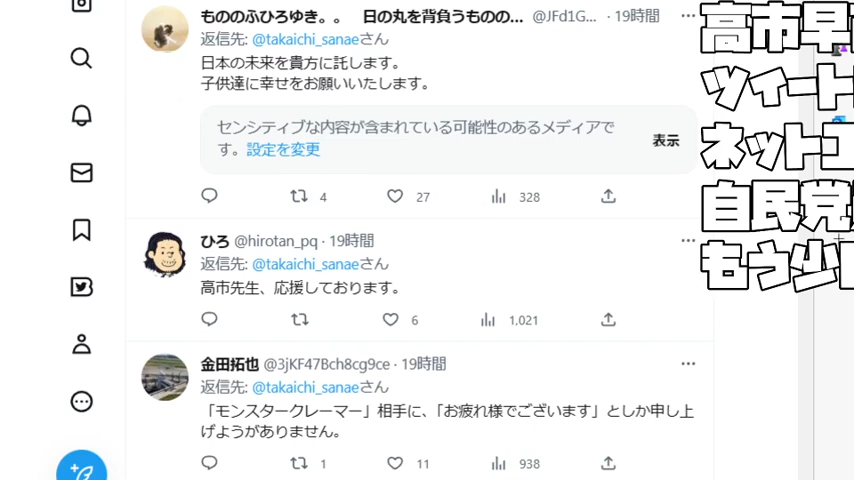 もののふひろゆき。。 日の丸を背負うものの... @JFd1G... · 19時間
返信先: @takaichi_sanaeさん
日本の未来を貴方に託します。
子供達に幸せをお願いいたします。
センシティブな内容が含まれている可能性のあるメディアで
す。設定を変更
表示
4 27 328
ひろ @hirotan_pq · 19時間
返信先: @takaichi_sanaeさん
高市先生、応援しております。
6 1,021
金田拓也 @3jKF47Bch8cg9ce · 19時間
返信先: @takaichi_sanaeさん
「モンスタークレーマー」相手に、「お疲れ様でございます」としか申し上
げようがありません。
1 11 938
高市早
ツイート
ネット
自民党
もう少し